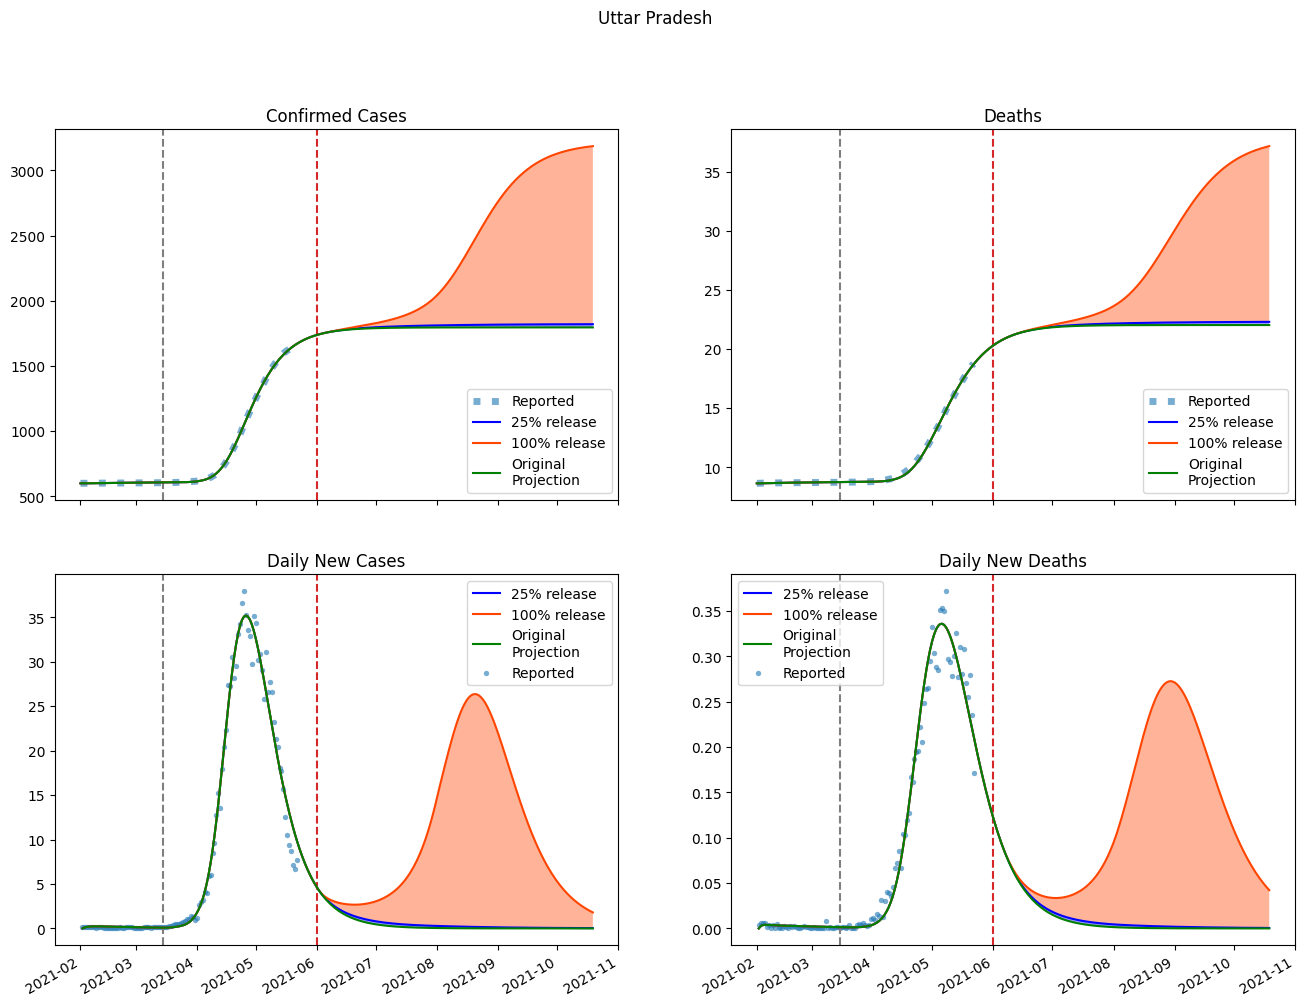 Uttar Pradesh
Confirmed Cases
3000
2500
2000
1500
1000
500
Reported
25% release
100% release
Original
Projection
Deaths
35
30
25
20
15
10
Reported
25% release
100% release
Original
Projection
Daily New Cases
35
30
25
20
15
10
5
0
25% release
100% release
Original
Projection
Reported
2021-02
2021-03
2021-04
2021-05
2021-06
2021-07
2021-08
2021-09
2021-10
2021-11
Daily New Deaths
0.35
0.30
0.25
0.20
0.15
0.10
0.05
0.00
25% release
100% release
Original
Projection
Reported
2021-02
2021-03
2021-04
2021-05
2021-06
2021-07
2021-08
2021-09
2021-10
2021-11